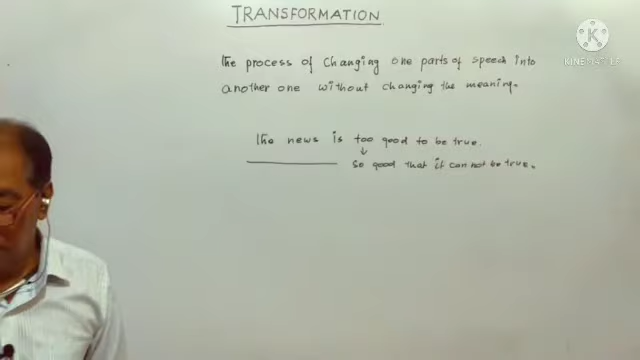 TRANSFORMATION
The process of changing one parts of speech into
another one without changing the meaning.
The news is too good to be true.
↓
so good that it can not be true.
K
KINEMASTER